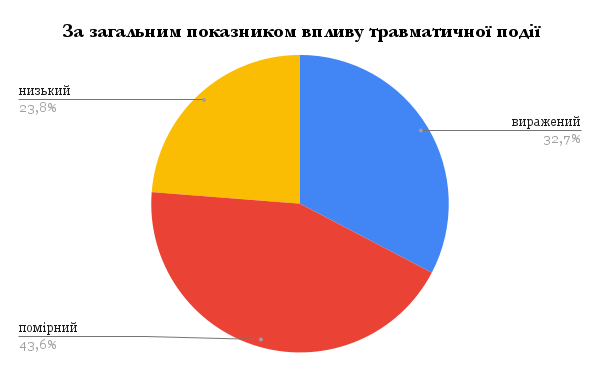 За загальним показником впливу травматичної події
низький
23,8%
виражений
32,7%
помірний
43,6%